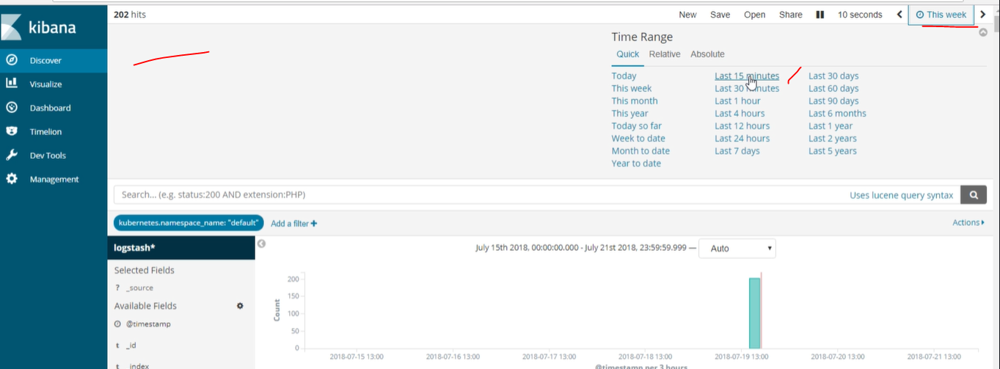 202 hits
New Save Open Share 10 seconds This week
kibana
Discover
Visualize
Dashboard
Timelion
Dev Tools
Management
Time Range
Quick Relative Absolute
Today Last 15 minutes Last 30 days
This week Last 30 minutes Last 60 days
This month Last 1 hour Last 90 days
This year Last 4 hours Last 6 months
Today so far Last 12 hours Last 1 year
Week to date Last 24 hours Last 2 years
Month to date Last 7 days Last 5 years
Year to date
Search... (e.g. status:200 AND extension:PHP) Uses lucene query syntax
kubernetes.namespace_name: "default" Add a filter + Actions
logstash*
Selected Fields
? _source
Available Fields
@timestamp
t _id
t _index
July 15th 2018, 00:00:00.000 - July 21st 2018, 23:59:59.999 — Auto
Count
200
150
100
50
0
2018-07-15 13:00 2018-07-16 13:00 2018-07-17 13:00 2018-07-18 13:00 2018-07-19 13:00 2018-07-20 13:00 2018-07-21 13:00
@timestamp per 3 hours